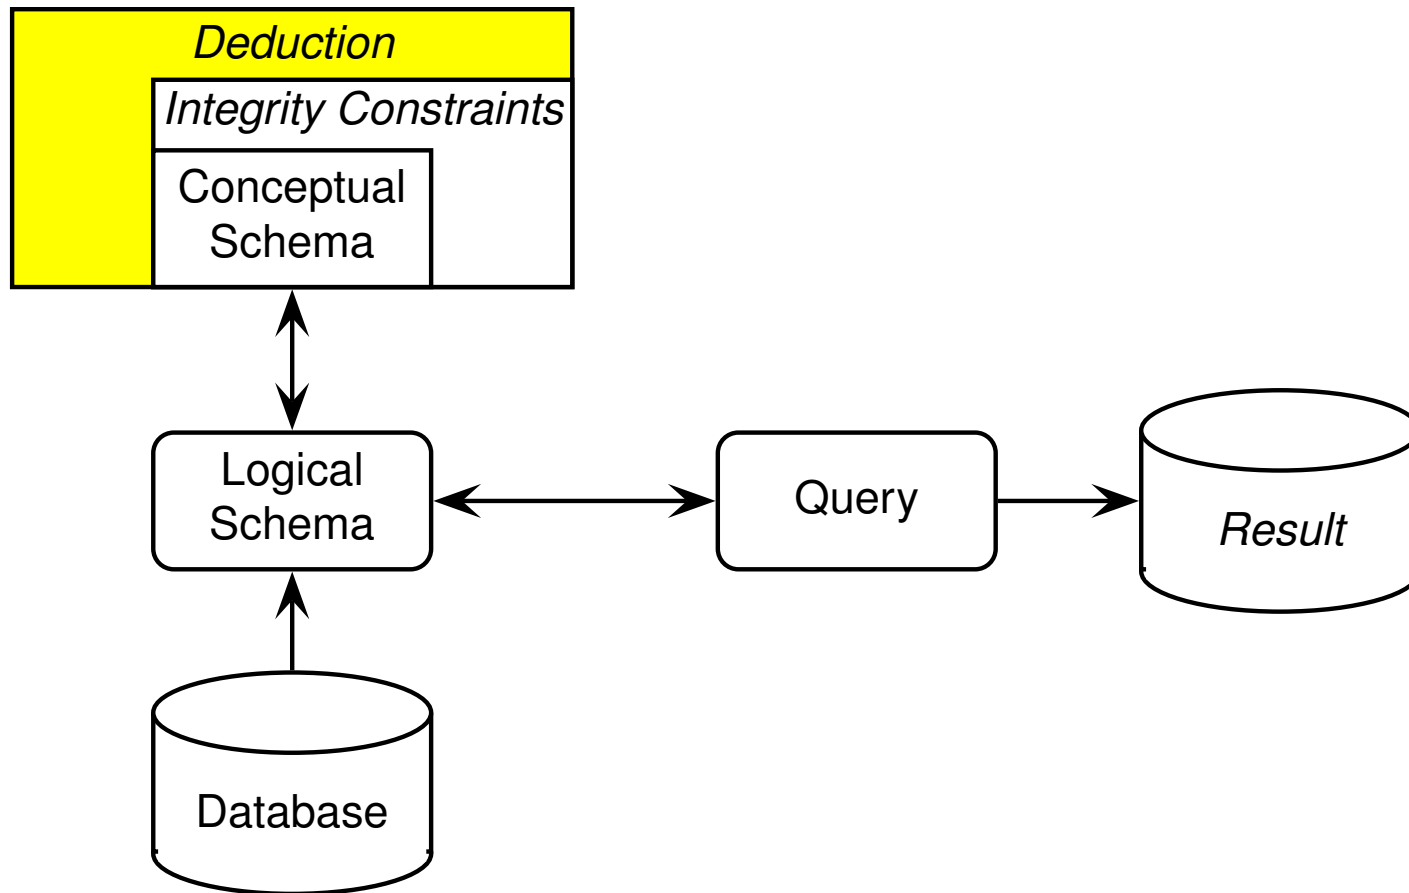 Deduction
Integrity Constraints
Conceptual
Schema
Logical
Schema
Query
Result
Database